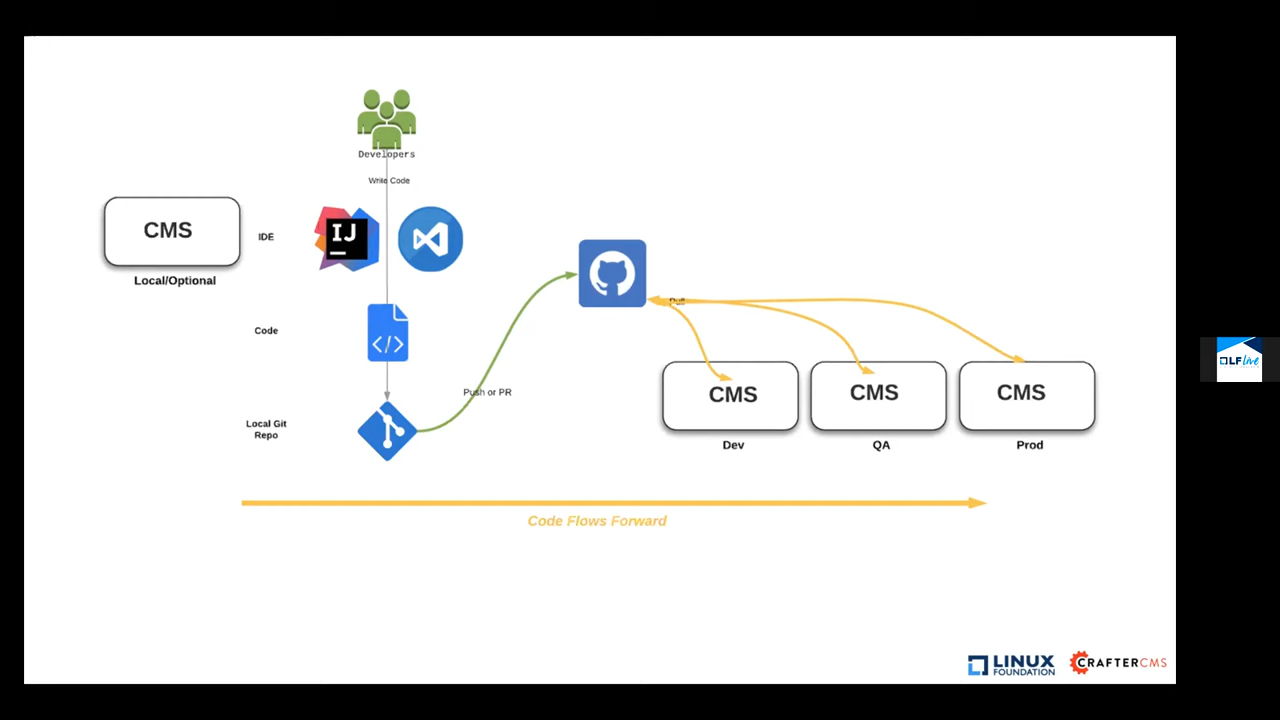 Developers
Write Code
CMS
Local/Optional
IDE
IJ
Code
</>
Local Git
Repo
Push or PR
Pull
CMS
Dev
CMS
QA
CMS
Prod
Code Flows Forward
LINUX
FOUNDATION
CRAFTERCMS
LF Live